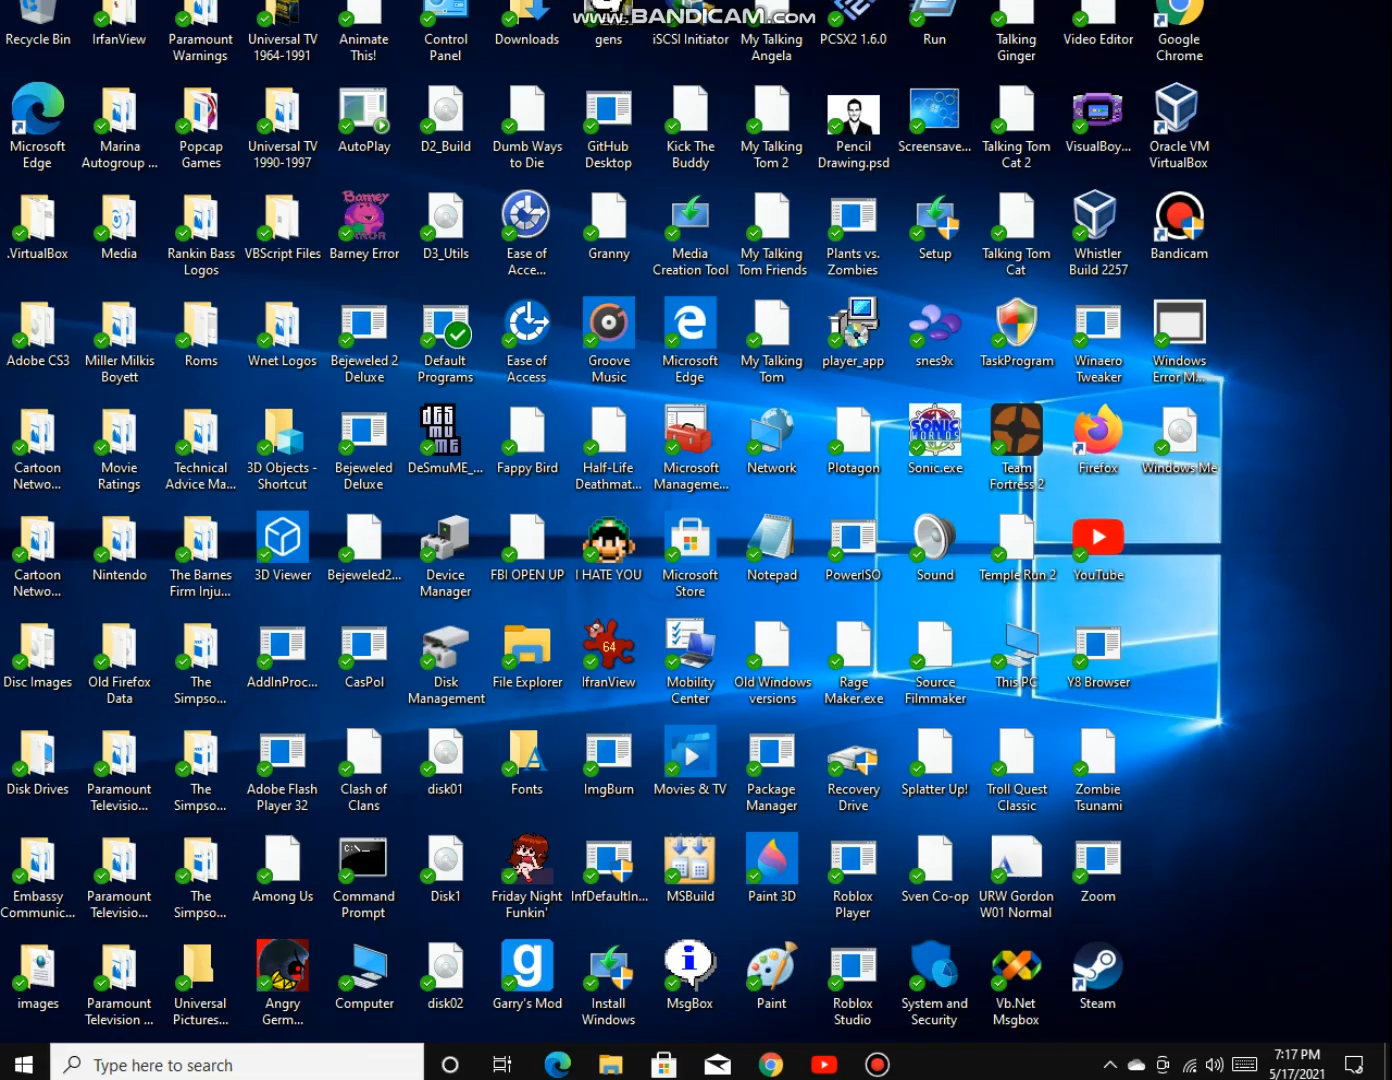 www.BANDICAM.com
Recycle Bin
IrfanView
Paramount
Warnings
Universal TV
1964-1991
Animate
This!
Control
Panel
Downloads
gens
iSCSI Initiator
My Talking
Angela
PCSX2 1.6.0
Run
Talking
Ginger
Video Editor
Google
Chrome
Microsoft
Edge
Marina
Autogroup ...
Popcap
Games
Universal TV
1990-1997
AutoPlay
D2_Build
Dumb Ways
to Die
GitHub
Desktop
Kick The
Buddy
My Talking
Tom 2
Pencil
Drawing.psd
Screensave...
Talking Tom
Cat 2
VisualBoy...
Oracle VM
VirtualBox
.VirtualBox
Media
Rankin Bass
Logos
VBScript Files
Barney
ERROR
Barney Error
D3_Utils
Ease of
Acce...
Granny
Media
Creation Tool
My Talking
Tom Friends
Plants vs.
Zombies
Setup
Talking Tom
Cat
Whistler
Build 2257
Bandicam
Adobe CS3
Miller Milkis
Boyett
Roms
Wnet Logos
Bejeweled 2
Deluxe
Default
Programs
Ease of
Access
Groove
Music
Microsoft
Edge
My Talking
Tom
player_app
snes9x
TaskProgram
Winaero
Tweaker
Windows
Error M...
Cartoon
Netwo...
Movie
Ratings
Technical
Advice Ma...
3D Objects -
Shortcut
Bejeweled
Deluxe
DeSmuME
DeSmuME_...
Fappy Bird
Half-Life
Deathmat...
Microsoft
Manageme...
Network
Plotagon
SONIC
WORLDS
Sonic.exe
Team
Fortress 2
Firefox
Windows Me
Cartoon
Netwo...
Nintendo
The Barnes
Firm Inju...
3D Viewer
Bejeweled2...
Device
Manager
FBI OPEN UP
I HATE YOU
Microsoft
Store
Notepad
PowerISO
Sound
Temple Run 2
YouTube
Disc Images
Old Firefox
Data
The
Simpso...
AddInProc...
CasPol
Disk
Management
File Explorer
64
IfranView
Mobility
Center
Old Windows
versions
Rage
Maker.exe
Source
Filmmaker
This PC
Y8 Browser
Disk Drives
Paramount
Televisio...
The
Simpso...
Adobe Flash
Player 32
Clash of
Clans
disk01
Fonts
ImgBurn
Movies & TV
Package
Manager
Recovery
Drive
Splatter Up!
Troll Quest
Classic
Zombie
Tsunami
Embassy
Communic...
Paramount
Televisio...
The
Simpso...
Among Us
C:\_
Command
Prompt
Disk1
Friday Night
Funkin'
InfDefaultIn...
MSBuild
Paint 3D
Roblox
Player
Sven Co-op
URW Gordon
W01 Normal
Zoom
images
Paramount
Television ...
Universal
Pictures...
Angry
Germ...
Computer
disk02
g
Garry's Mod
Install
Windows
MsgBox
Paint
Roblox
Studio
System and
Security
Vb.Net
Msgbox
Steam
Type here to search
7:17 PM
5/17/2021